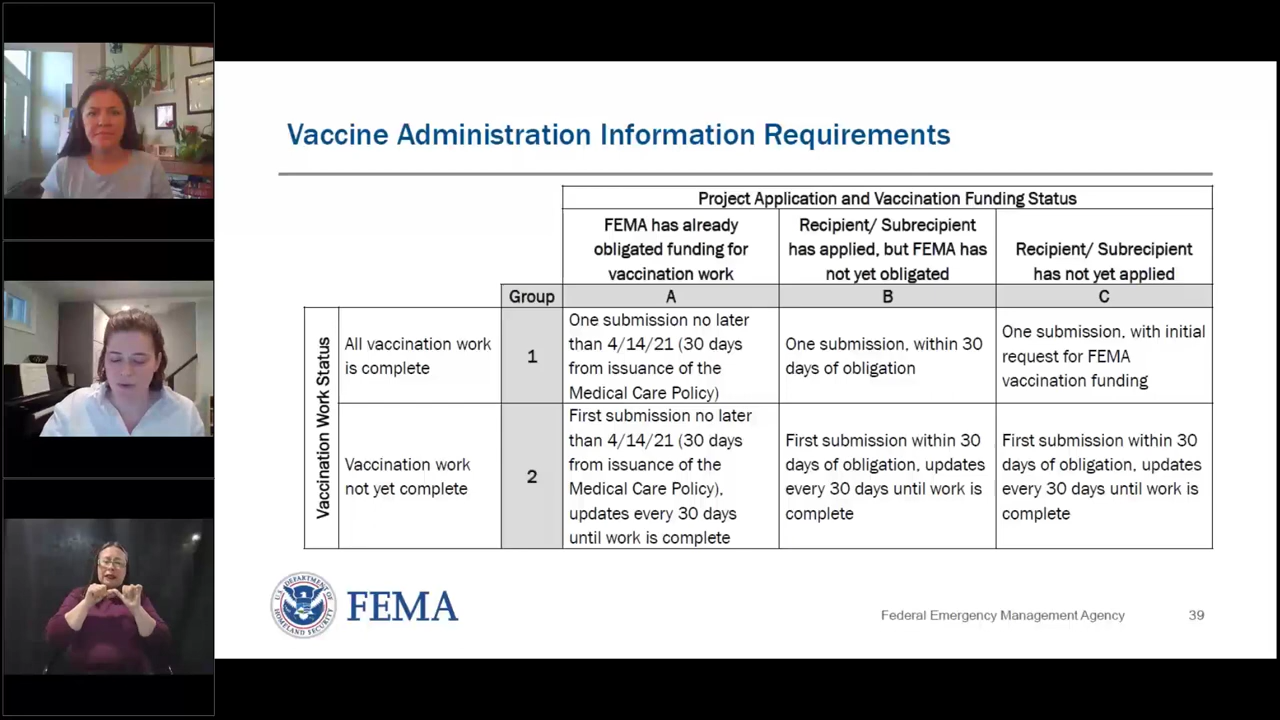 Vaccine Administration Information Requirements
Project Application and Vaccination Funding Status
FEMA has already
obligated funding for
vaccination work
Recipient/ Subrecipient
has applied, but FEMA has
not yet obligated
Recipient/ Subrecipient
has not yet applied
Group
A
B
C
Vaccination Work Status
All vaccination work
is complete
1
One submission no later
than 4/14/21 (30 days
from issuance of the
Medical Care Policy)
One submission, within 30
days of obligation
One submission, with initial
request for FEMA
vaccination funding
Vaccination work
not yet complete
2
First submission no later
than 4/14/21 (30 days
from issuance of the
Medical Care Policy),
updates every 30 days
until work is complete
First submission within 30
days of obligation, updates
every 30 days until work is
complete
First submission within 30
days of obligation, updates
every 30 days until work is
complete
U.S. DEPARTMENT OF
HOMELAND SECURITY
FEMA
Federal Emergency Management Agency
39